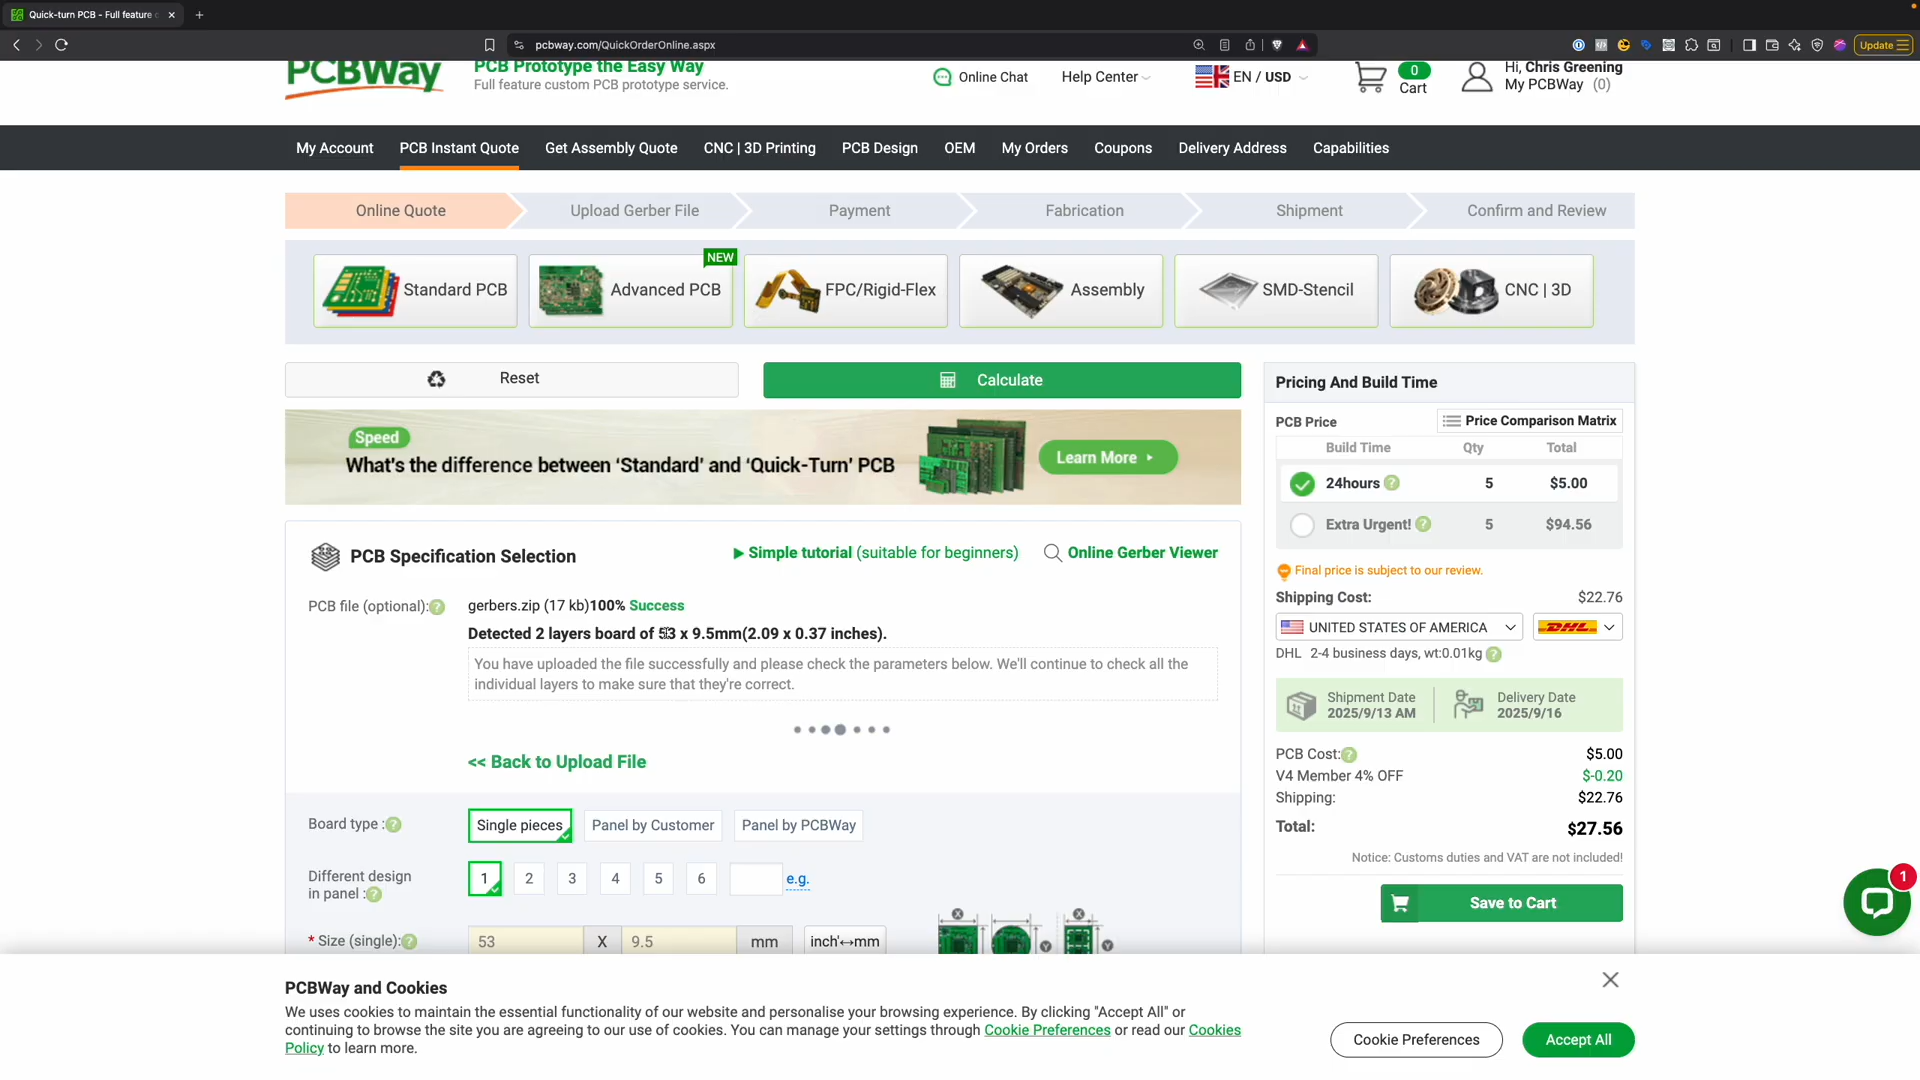 Quick-turn PCB - Full feature
pcbway.com/QuickOrderOnline.aspx
Update
PCBWay
PCB Prototype the Easy Way
Full feature custom PCB prototype service.
Online Chat
Help Center
EN / USD
0
Cart
Hi, Chris Greening
My PCBWay (0)
My Account
PCB Instant Quote
Get Assembly Quote
CNC | 3D Printing
PCB Design
OEM
My Orders
Coupons
Delivery Address
Capabilities
Online Quote
Upload Gerber File
Payment
Fabrication
Shipment
Confirm and Review
Standard PCB
NEW
Advanced PCB
FPC/Rigid-Flex
Assembly
SMD-Stencil
CNC | 3D
Reset
Calculate
Speed
What's the difference between ‘Standard’ and ‘Quick-Turn’ PCB
Learn More
PCB Specification Selection
Simple tutorial (suitable for beginners)
Online Gerber Viewer
PCB file (optional):
gerbers.zip (17 kb)100% Success
Detected 2 layers board of 53 x 9.5mm(2.09 x 0.37 inches).
You have uploaded the file successfully and please check the parameters below. We'll continue to check all the
individual layers to make sure that they're correct.
<< Back to Upload File
Board type :
Single pieces
Panel by Customer
Panel by PCBWay
Different design
in panel :
1
2
3
4
5
6
e.g.
* Size (single):
53
X
9.5
mm
inch'↔mm
X
Y
X
Y
Pricing And Build Time
PCB Price
Price Comparison Matrix
Build Time
Qty
Total
24hours
5
$5.00
Extra Urgent!
5
$94.56
Final price is subject to our review.
Shipping Cost:
$22.76
UNITED STATES OF AMERICA
DHL
DHL 2-4 business days, wt:0.01kg
Shipment Date
2025/9/13 AM
Delivery Date
2025/9/16
PCB Cost:
$5.00
V4 Member 4% OFF
$-0.20
Shipping:
$22.76
Total:
$27.56
Notice: Customs duties and VAT are not included!
Save to Cart
1
PCBWay and Cookies
We uses cookies to maintain the essential functionality of our website and personalise your browsing experience. By clicking "Accept All" or
continuing to browse the site you are agreeing to our use of cookies. You can manage your settings through Cookie Preferences or read our Cookies
Policy to learn more.
Cookie Preferences
Accept All